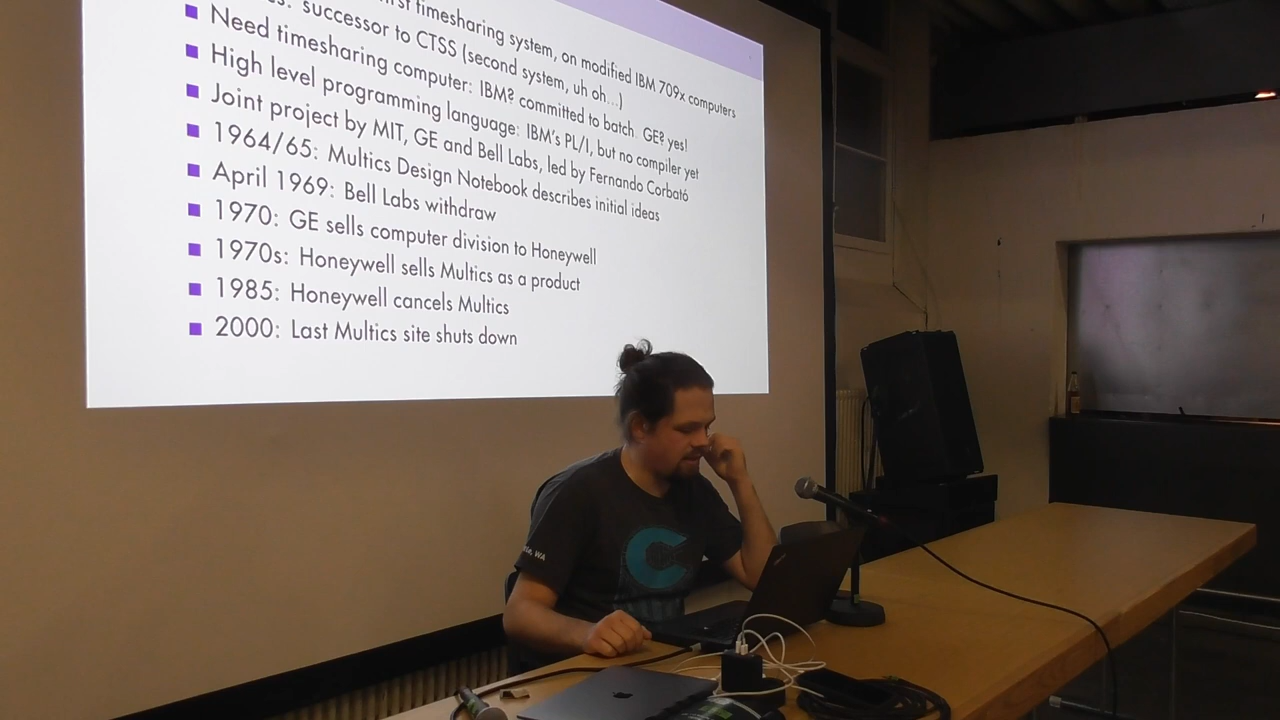 timesharing system, on modified IBM 709x computers
successor to CTSS (second system, uh oh...)
Need timesharing computer: IBM? committed to batch. GE? yes!
High level programming language: IBM's PL/I, but no compiler yet
Joint project by MIT, GE and Bell Labs, led by Fernando Corbató
1964/65: Multics Design Notebook describes initial ideas
April 1969: Bell Labs withdraw
1970: GE sells computer division to Honeywell
1970s: Honeywell sells Multics as a product
1985: Honeywell cancels Multics
2000: Last Multics site shuts down
C
WA